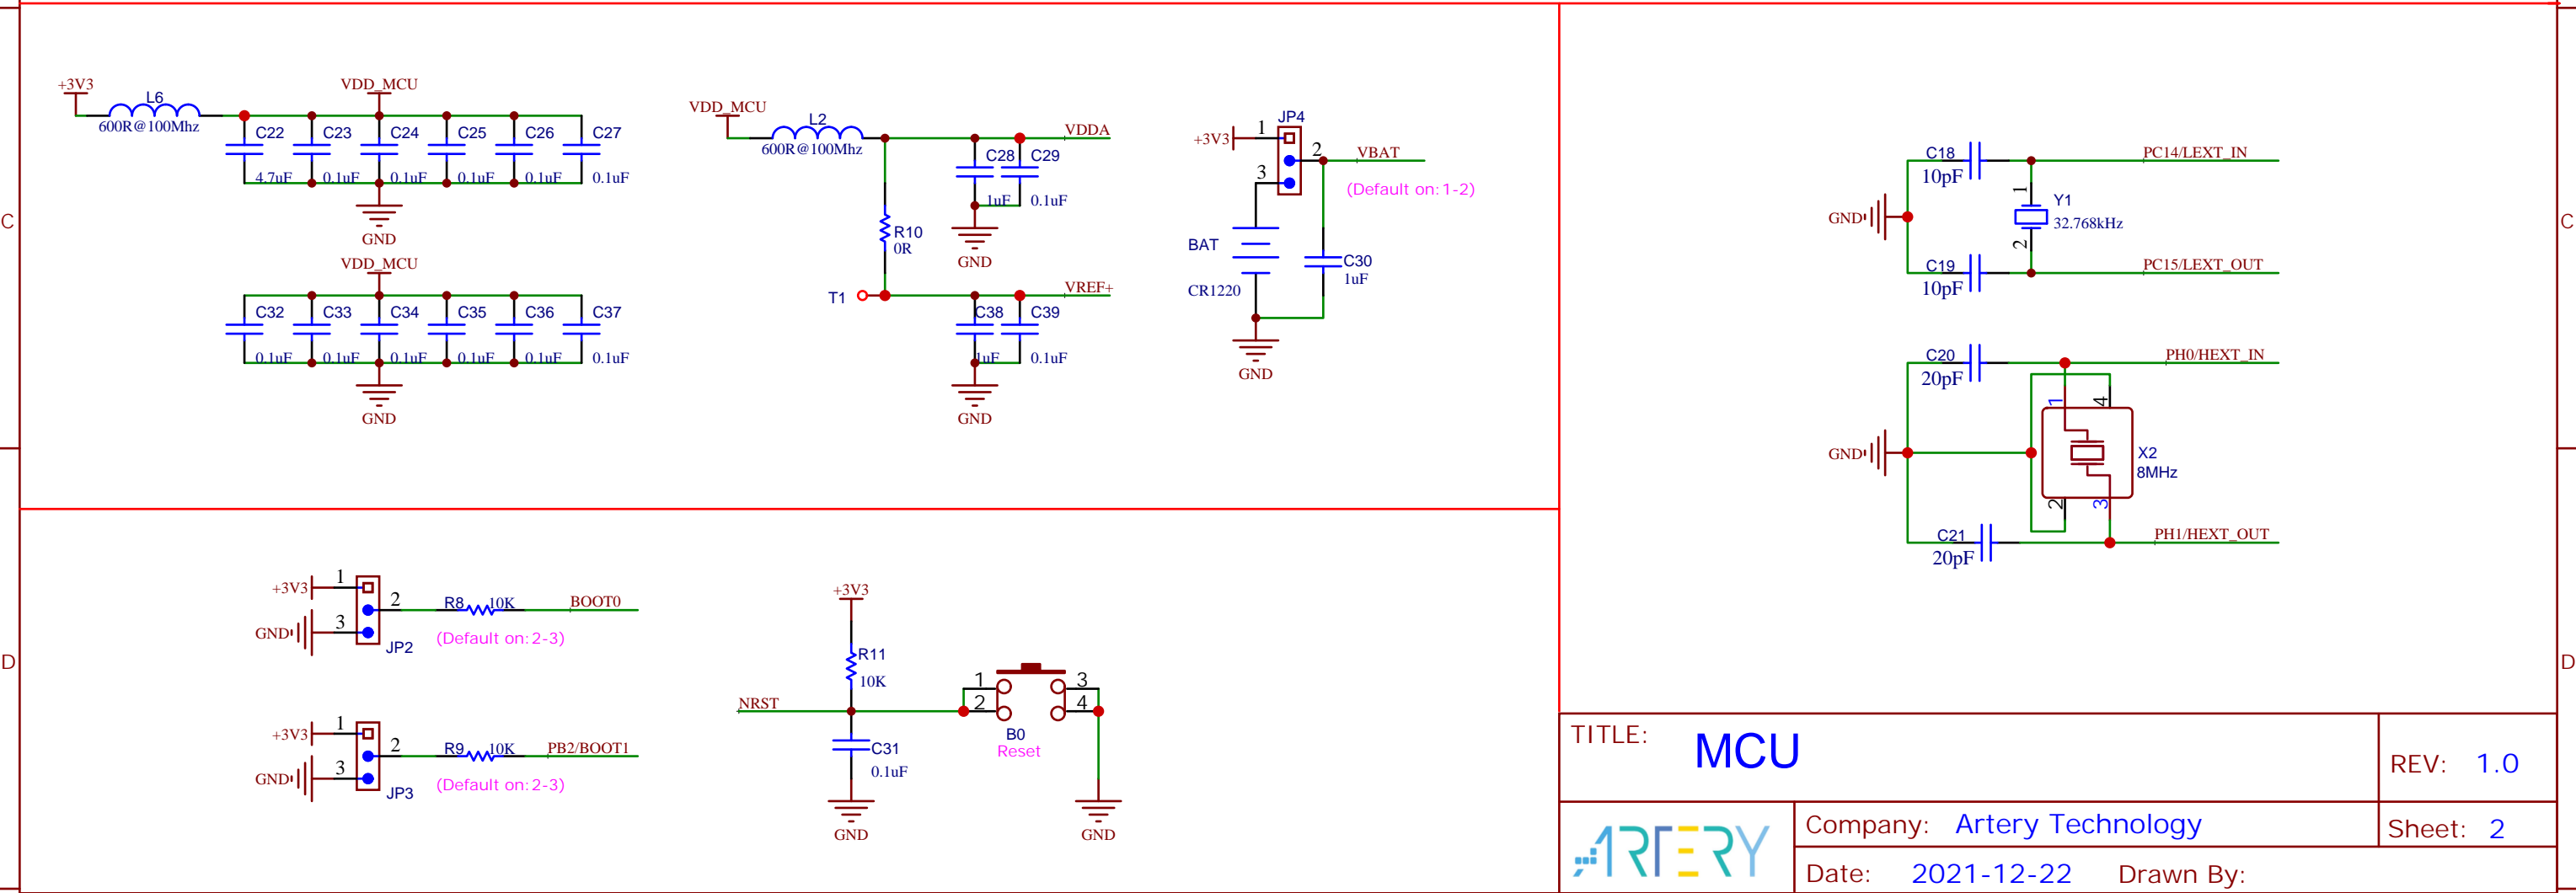 C
D
C
D
+3V3
L6
600R@100Mhz
VDD_MCU
C22
4.7uF
C23
0.1uF
C24
0.1uF
C25
0.1uF
C26
0.1uF
C27
0.1uF
GND
VDD_MCU
C32
0.1uF
C33
0.1uF
C34
0.1uF
C35
0.1uF
C36
0.1uF
C37
0.1uF
GND
VDD_MCU
L2
600R@100Mhz
VDDA
C28
1uF
C29
0.1uF
GND
R10
0R
T1
VREF+
C38
1uF
C39
0.1uF
GND
JP4
+3V3
1
2
3
VBAT
(Default on:1-2)
BAT
CR1220
C30
1uF
GND
C18
10pF
PC14/LEXT_IN
GND
1
Y1
32.768kHz
2
C19
10pF
PC15/LEXT_OUT
C20
20pF
PH0/HEXT_IN
1
4
GND
X2
8MHz
2
3
C21
20pF
PH1/HEXT_OUT
+3V3
1
2
GND
3
JP2
R8
10K
BOOT0
(Default on:2-3)
+3V3
1
2
GND
3
JP3
R9
10K
PB2/BOOT1
(Default on:2-3)
+3V3
R11
10K
NRST
C31
0.1uF
GND
1
2
3
4
B0
Reset
GND
TITLE: MCU
REV: 1.0
ARTERY
Company: Artery Technology
Sheet: 2
Date: 2021-12-22 Drawn By: